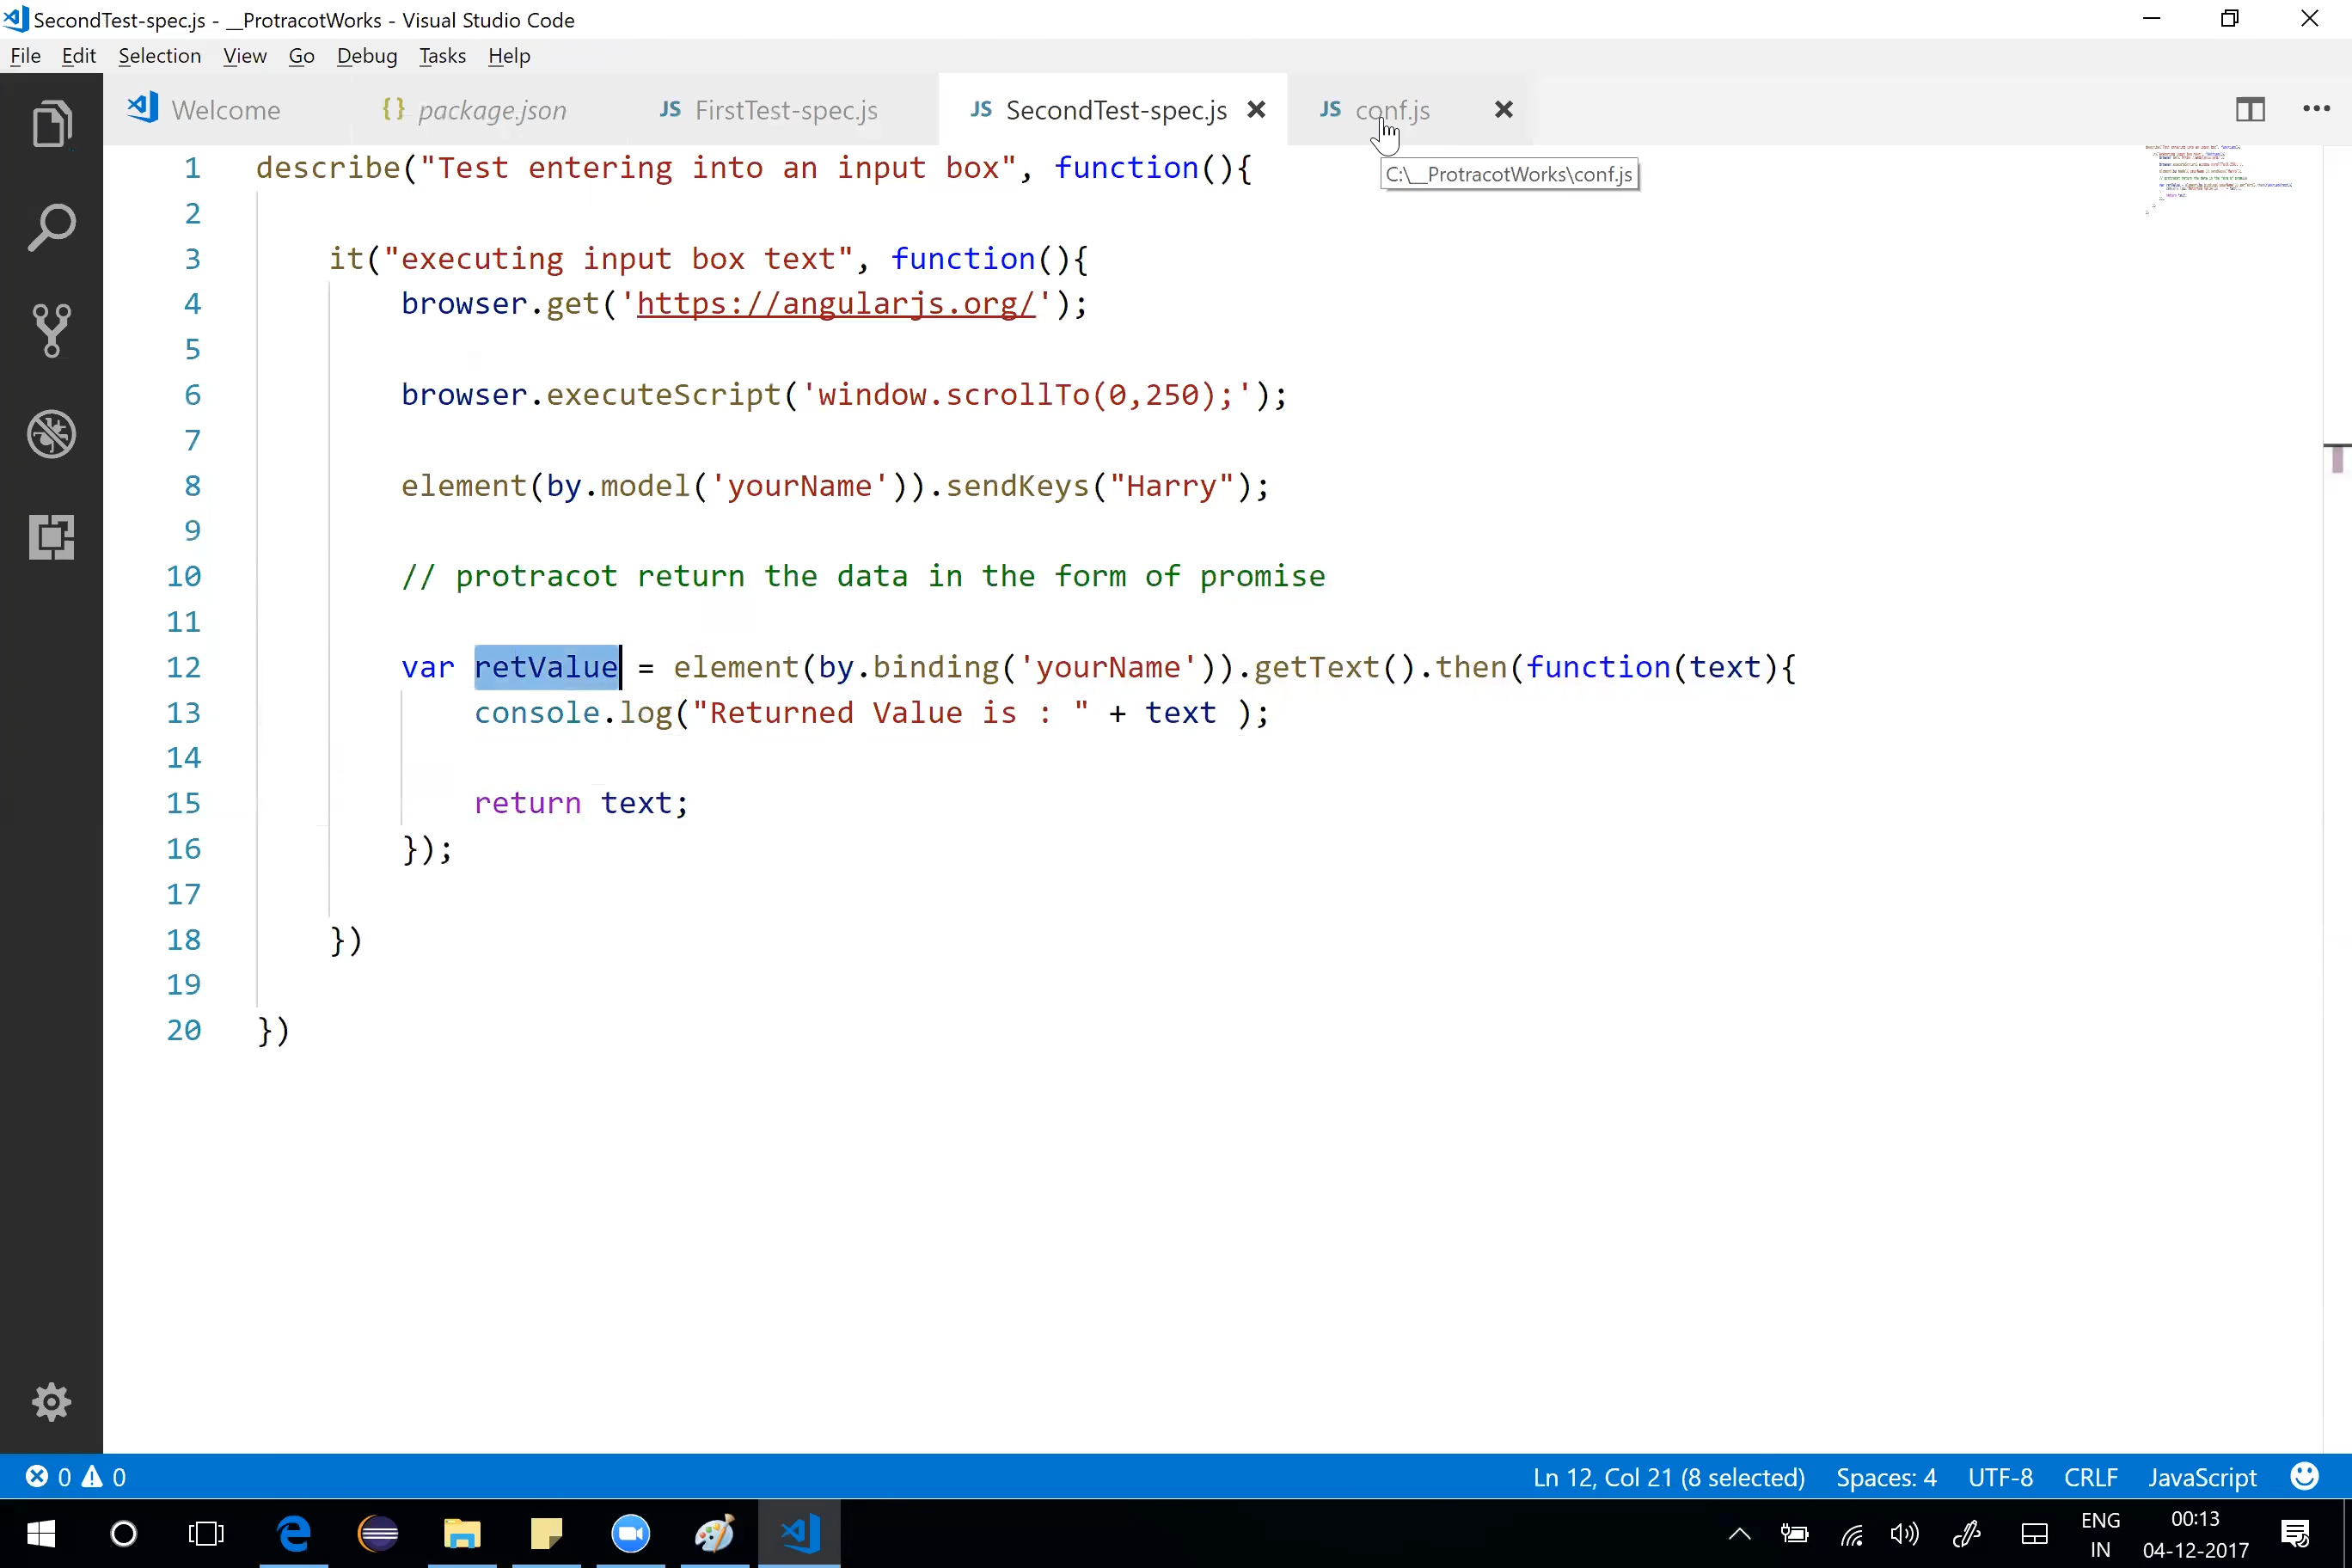 SecondTest-spec.js - __ProtracotWorks - Visual Studio Code
File Edit Selection View Go Debug Tasks Help
Welcome {} package.json JS FirstTest-spec.js JS SecondTest-spec.js JS conf.js
C:\__ProtracotWorks\conf.js
1 describe("Test entering into an input box", function(){
2
3 it("executing input box text", function(){
4 browser.get('https://angularjs.org/');
5
6 browser.executeScript('window.scrollTo(0,250);');
7
8 element(by.model('yourName')).sendKeys("Harry");
9
10 // protracot return the data in the form of promise
11
12 var retValue = element(by.binding('yourName')).getText().then(function(text){
13 console.log("Returned Value is : " + text );
14
15 return text;
16 });
17
18 })
19
20 })
0 0 Ln 12, Col 21 (8 selected) Spaces: 4 UTF-8 CRLF JavaScript
ENG 00:13
IN 04-12-2017